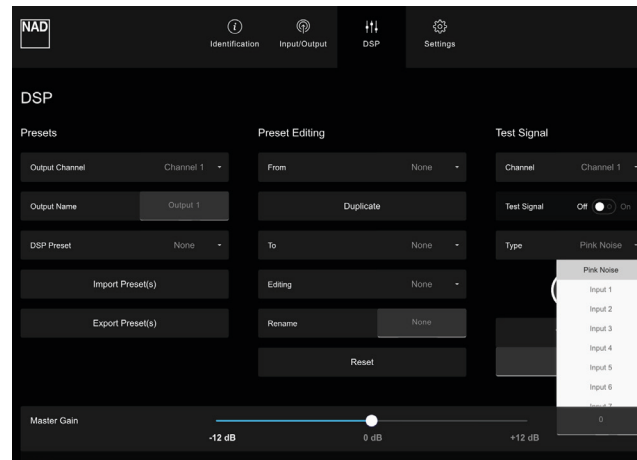 NAD
Identification
Input/Output
DSP
Settings
DSP
Presets
Output Channel Channel 1
Output Name Output 1
DSP Preset None
Import Preset(s)
Export Preset(s)
Preset Editing
From None
Duplicate
To None
Editing None
Rename None
Reset
Test Signal
Channel Channel 1
Test Signal Off On
Type Pink Noise
Pink Noise
Input 1
Input 2
Input 3
Input 4
Input 5
Input 6
0
Master Gain
-12 dB 0 dB +12 dB